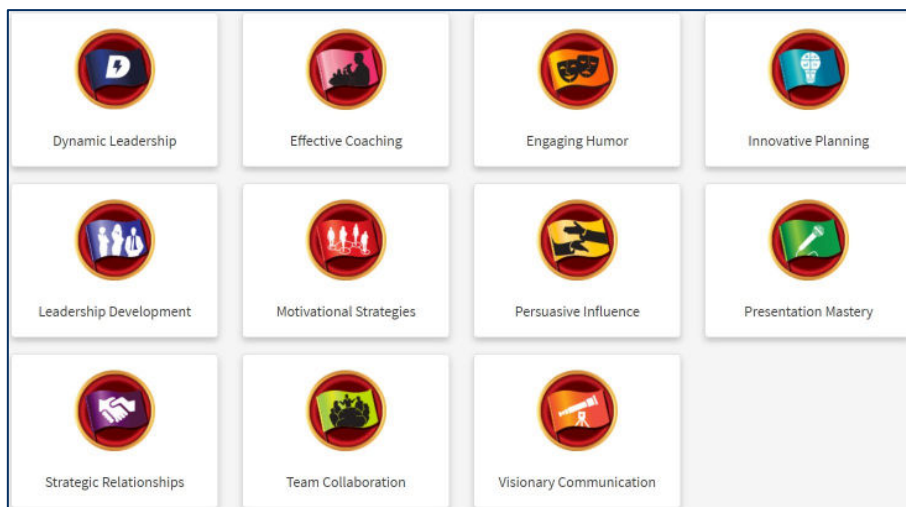 D
Dynamic Leadership
Effective Coaching
Engaging Humor
Innovative Planning
Leadership Development
Motivational Strategies
Persuasive Influence
Presentation Mastery
Strategic Relationships
Team Collaboration
Visionary Communication